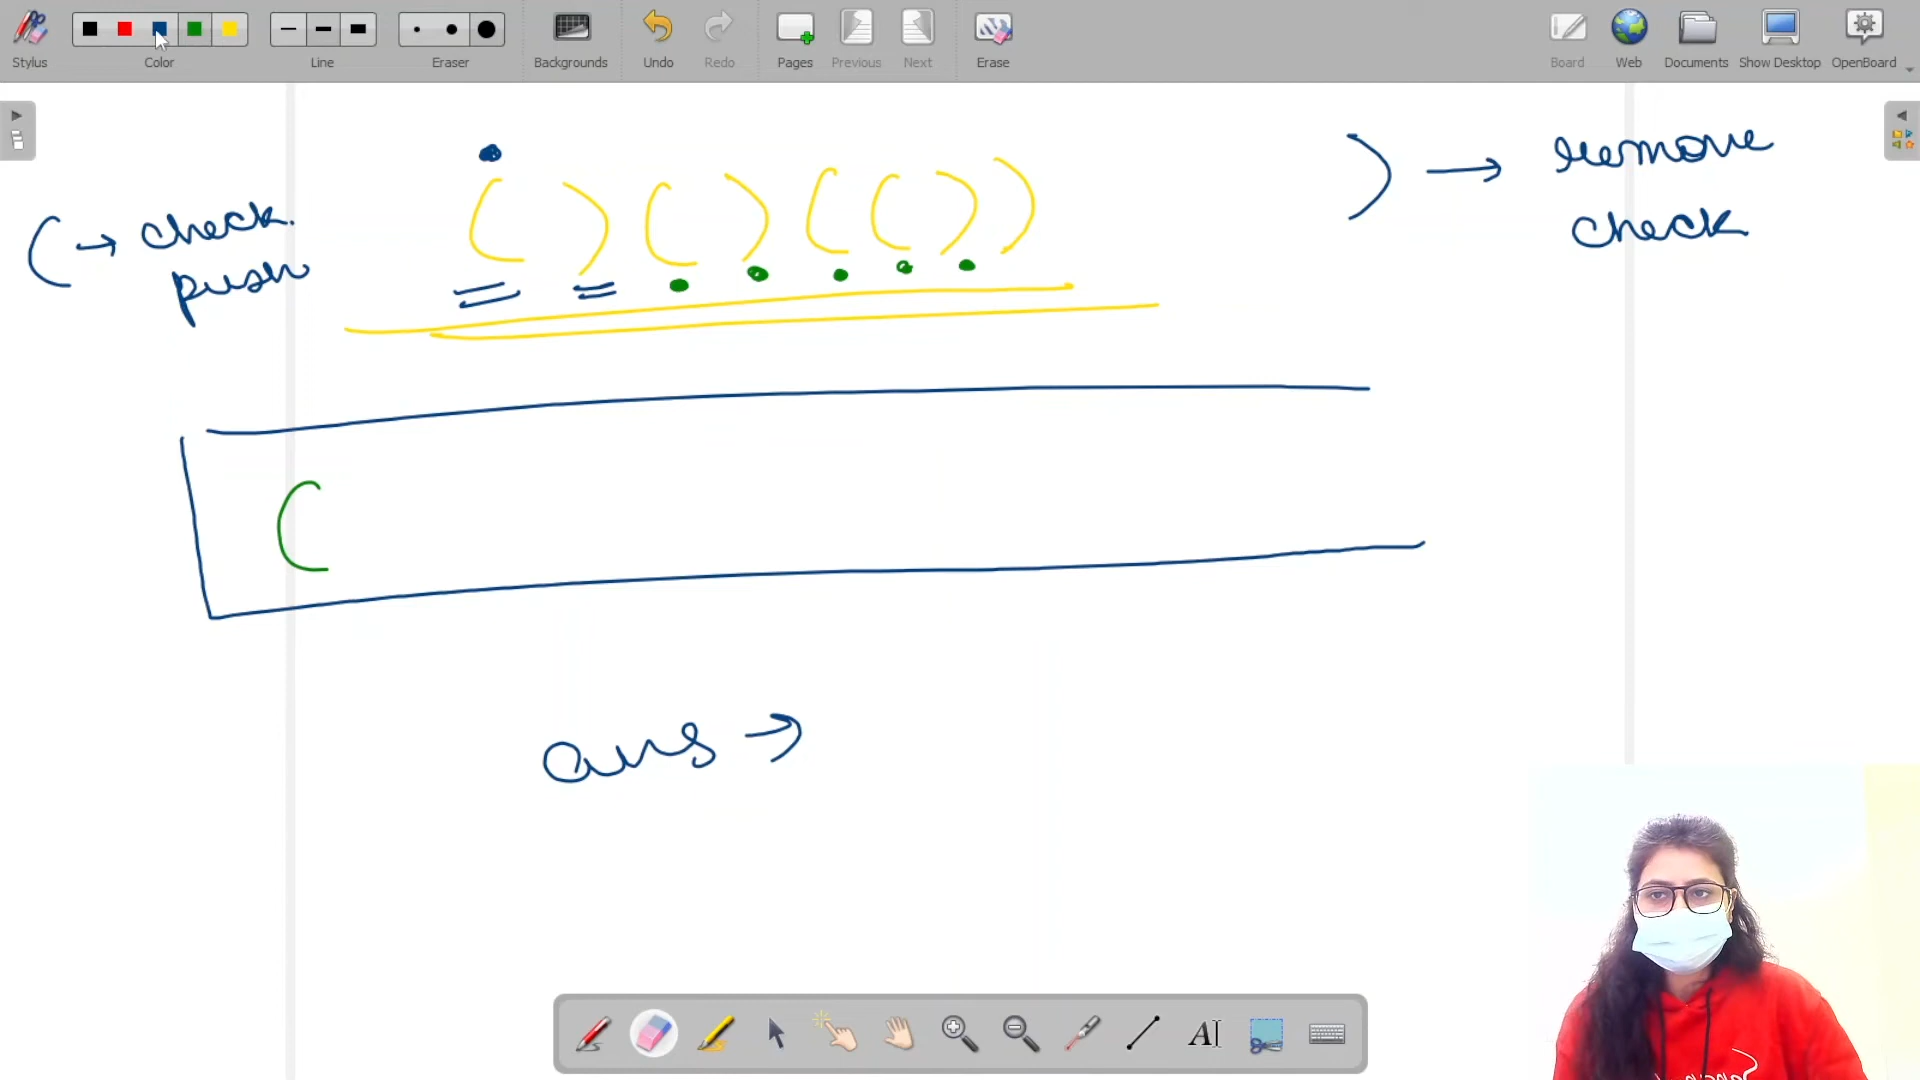 Stylus
Color
Line
Eraser
Backgrounds
Undo
Redo
Pages
Previous
Next
Erase
Board
Web
Documents
Show Desktop
OpenBoard
( ) ( ) ( ( ) )
( → check.
push
) → remove
check
(
ans →